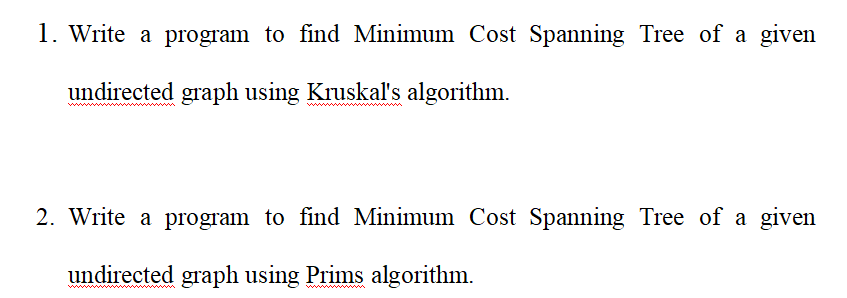 1. Write a program to find Minimum Cost Spanning Tree of a given
undirected graph using Kruskal's algorithm.
2. Write a program to find Minimum Cost Spanning Tree of a given
undirected graph using Prims algorithm.